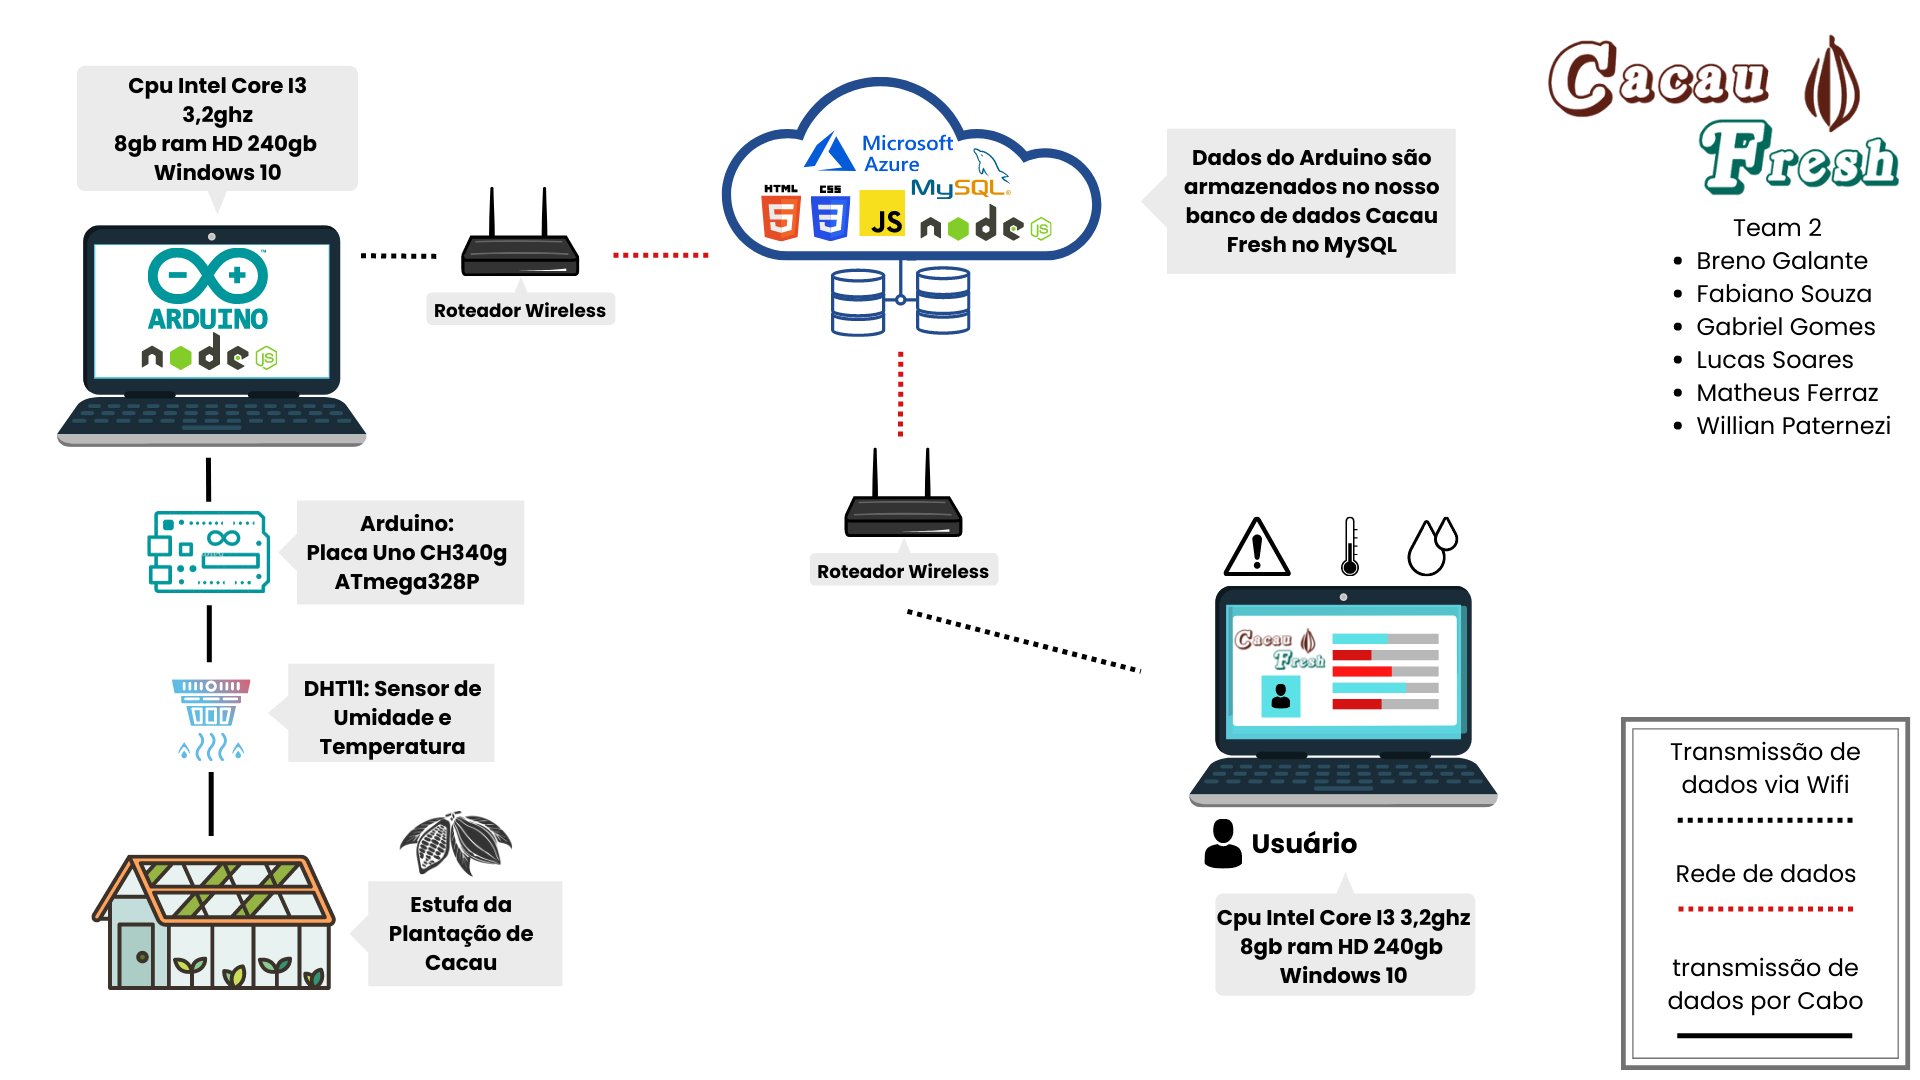 Cpu Intel Core I3
3,2ghz
8gb ram HD 240gb
Windows 10
ARDUINO
node
JS
Roteador Wireless
Microsoft
Azure
MySQL
HTML
5
CSS
3
JS
node
JS
Dados do Arduino são
armazenados no nosso
banco de dados Cacau
Fresh no MySQL
Cacau
Fresh
Team 2
• Breno Galante
• Fabiano Souza
• Gabriel Gomes
• Lucas Soares
• Matheus Ferraz
• Willian Paternezi
Arduino:
Placa Uno CH340g
ATmega328P
Roteador Wireless
DHT11: Sensor de
Umidade e
Temperatura
Estufa da
Plantação de
Cacau
Cacau
Fresh
Usuário
Cpu Intel Core I3 3,2ghz
8gb ram HD 240gb
Windows 10
Transmissão de
dados via Wifi
Rede de dados
transmissão de
dados por Cabo